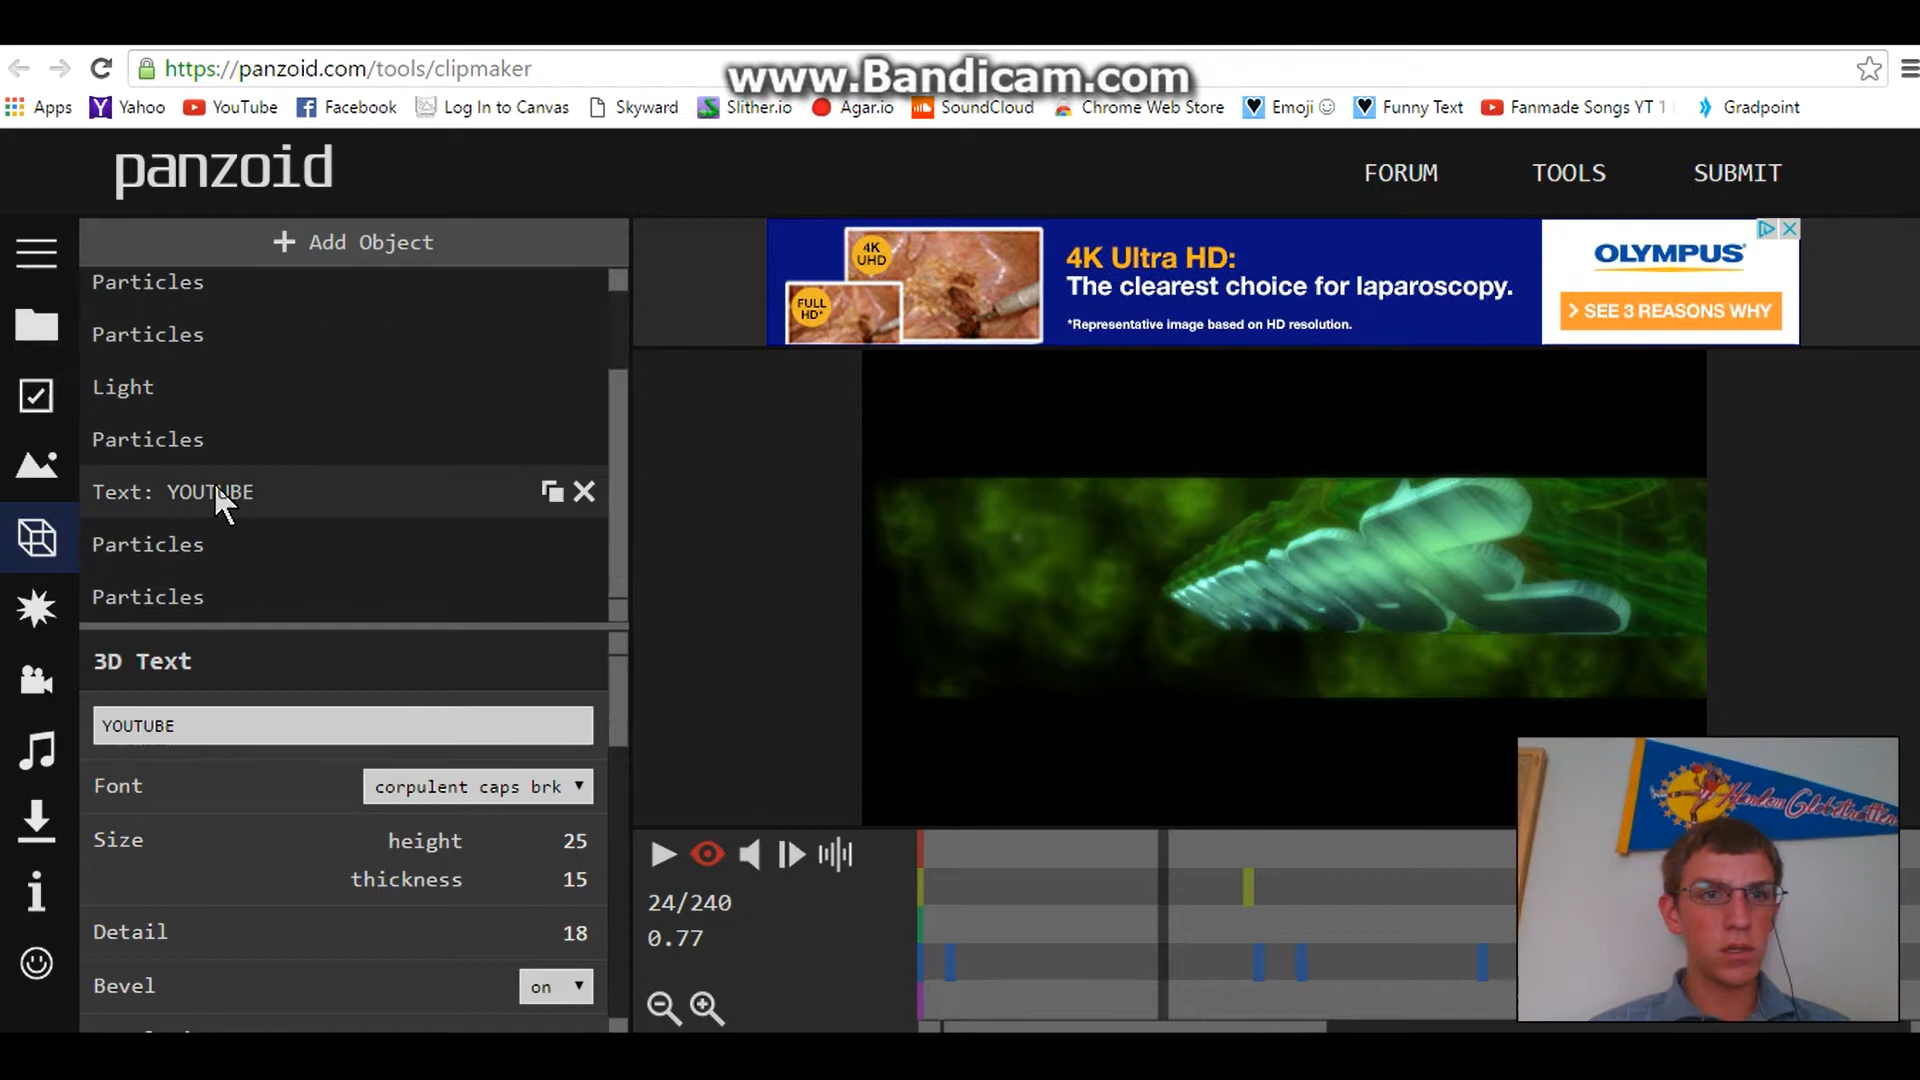 https://panzoid.com/tools/clipmaker
www.Bandicam.com
Apps Yahoo YouTube Facebook Log In to Canvas Skyward Slither.io Agar.io SoundCloud Chrome Web Store Emoji Funny Text Fanmade Songs YT 1 Gradpoint
panzoid
FORUM TOOLS SUBMIT
Add Object
Particles
Particles
Light
Particles
Text: YOUTUBE
Particles
Particles
4K UHD
FULL HD*
4K Ultra HD:
The clearest choice for laparoscopy.
*Representative image based on HD resolution.
OLYMPUS
> SEE 3 REASONS WHY
3D Text
YOUTUBE
Font corpulent caps brk
Size height 25
thickness 15
Detail 18
Bevel on
24/240
0.77
Harlem Globetrotters